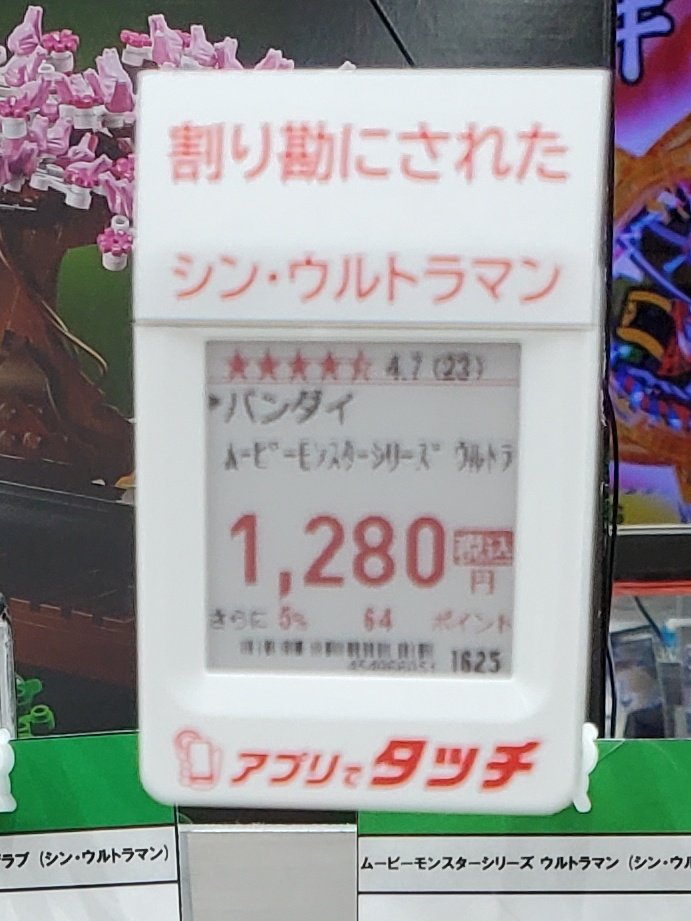 割り勘にされた
シン・ウルトラマン
★★★★☆ 4.7 (23)
バンダイ
ムービーモンスターシリーズ ウルトラ
1,280 税込
円
さらに 5% 64 ポイント
1625
アプリでタッチ
ラブ (シン・ウルトラマン)
ムービーモンスターシリーズ ウルトラマン (シン・ウル